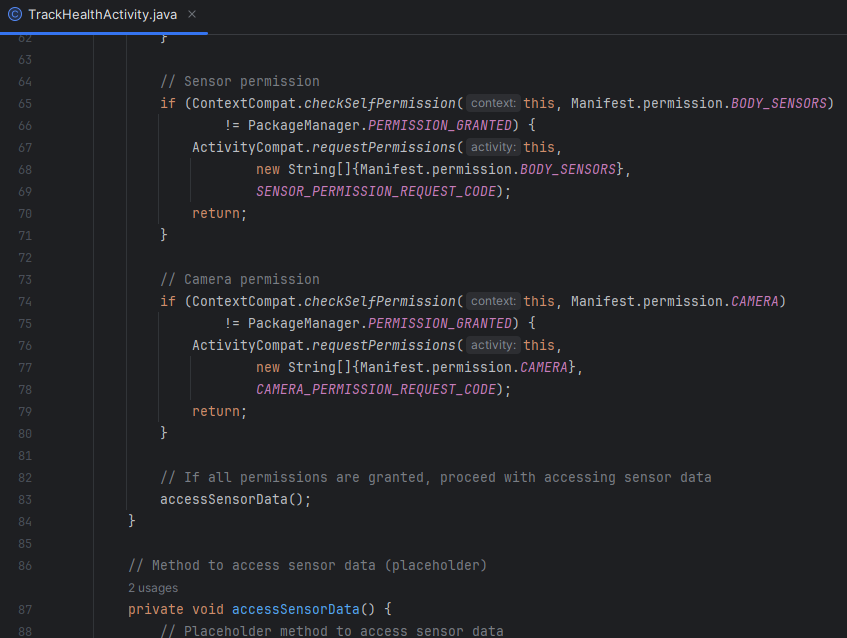 TrackHealthActivity.java
62 }
63
64 // Sensor permission
65 if (ContextCompat.checkSelfPermission( context: this, Manifest.permission.BODY_SENSORS)
66 != PackageManager.PERMISSION_GRANTED) {
67 ActivityCompat.requestPermissions( activity: this,
68 new String[]{Manifest.permission.BODY_SENSORS},
69 SENSOR_PERMISSION_REQUEST_CODE);
70 return;
71 }
72
73 // Camera permission
74 if (ContextCompat.checkSelfPermission( context: this, Manifest.permission.CAMERA)
75 != PackageManager.PERMISSION_GRANTED) {
76 ActivityCompat.requestPermissions( activity: this,
77 new String[]{Manifest.permission.CAMERA},
78 CAMERA_PERMISSION_REQUEST_CODE);
79 return;
80 }
81
82 // If all permissions are granted, proceed with accessing sensor data
83 accessSensorData();
84 }
85
86 // Method to access sensor data (placeholder)
2 usages
87 private void accessSensorData() {
88 // Placeholder method to access sensor data